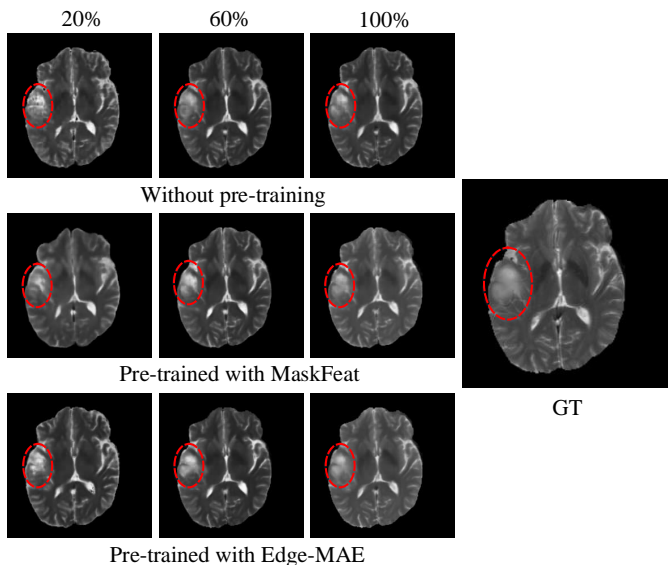 20% 60% 100%
Without pre-training
Pre-trained with MaskFeat
GT
Pre-trained with Edge-MAE